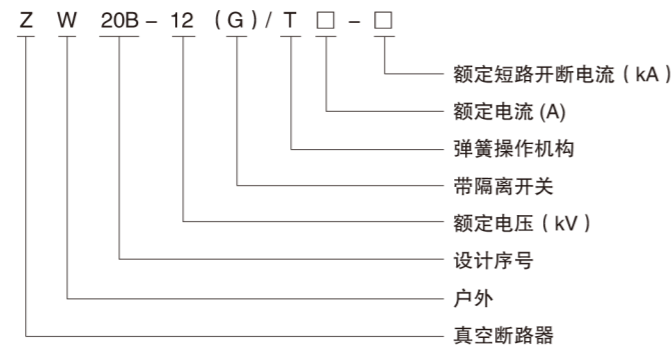 Z W 20B – 12 (G) / T □ – □
额定短路开断电流（kA）
额定电流 (A)
弹簧操作机构
带隔离开关
额定电压（kV）
设计序号
户外
真空断路器